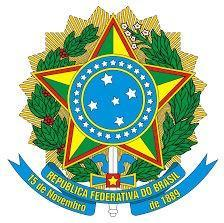 REPÚBLICA FEDERATIVA DO BRASIL
15 de Novembro
de 1889